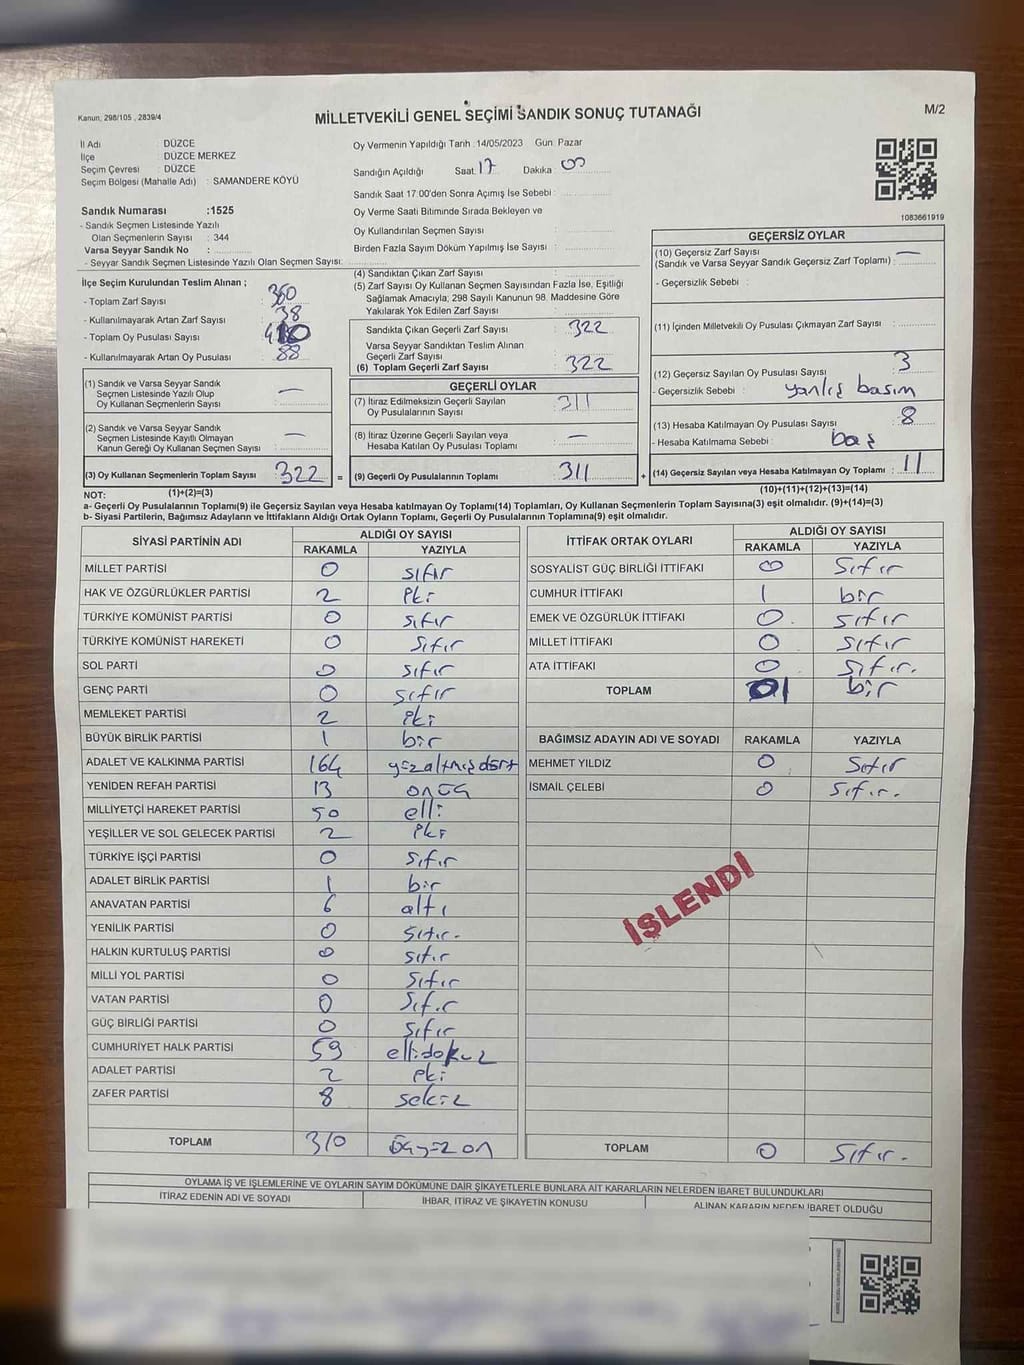 Kanun, 298/105 , 2839/4
MİLLETVEKİLİ GENEL SEÇİMİ SANDIK SONUÇ TUTANAĞI
M/2
İl Adı : DÜZCE
İlçe : DÜZCE MERKEZ
Seçim Çevresi : DÜZCE
Seçim Bölgesi (Mahalle Adı) : SAMANDERE KÖYÜ
Sandık Numarası :1525
- Sandık Seçmen Listesinde Yazılı
Olan Seçmenlerin Sayısı : 344
Varsa Seyyar Sandık No :
- Seyyar Sandık Seçmen Listesinde Yazılı Olan Seçmen Sayısı:
Oy Vermenin Yapıldığı Tarih : 14/05/2023 Gün: Pazar
Sandığın Açıldığı Saat: 17 Dakika: 00
Sandık Saat 17:00'den Sonra Açımış İse Sebebi :
Oy Verme Saati Bitiminde Sırada Bekleyen ve
Oy Kullandırılan Seçmen Sayısı :
Birden Fazla Sayım Döküm Yapılmış İse Sayısı :
1083661919
İlçe Seçim Kurulundan Teslim Alınan ;
- Toplam Zarf Sayısı : 360
- Kullanılmayarak Artan Zarf Sayısı : 38
- Toplam Oy Pusulası Sayısı :
- Kullanılmayarak Artan Oy Pusulası : 88
(4) Sandıktan Çıkan Zarf Sayısı :
(5) Zarf Sayısı Oy Kullanan Seçmen Sayısından Fazla İse, Eşitliği
Sağlamak Amacıyla; 298 Sayılı Kanunun 98. Maddesine Göre
Yakılarak Yok Edilen Zarf Sayısı :
Sandıkta Çıkan Geçerli Zarf Sayısı : 322
Varsa Seyyar Sandıktan Teslim Alınan
Geçerli Zarf Sayısı :
(6) Toplam Geçerli Zarf Sayısı : 322
GEÇERSİZ OYLAR
(10) Geçersiz Zarf Sayısı : —
(Sandık ve Varsa Seyyar Sandık Geçersiz Zarf Toplamı)
- Geçersizlik Sebebi :
(11) İçinden Milletvekili Oy Pusulası Çıkmayan Zarf Sayısı :
(12) Geçersiz Sayılan Oy Pusulası Sayısı : 3
- Geçersizlik Sebebi : yanlış basım
(13) Hesaba Katılmayan Oy Pusulası Sayısı : 8
- Hesaba Katılmama Sebebi : boş
(14) Geçersiz Sayılan veya Hesaba Katılmayan Oy Toplamı : 11
(1) Sandık ve Varsa Seyyar Sandık
Seçmen Listesinde Yazılı Olup
Oy Kullanan Seçmenlerin Sayısı : —
(2) Sandık ve Varsa Seyyar Sandık
Seçmen Listesinde Kayıtlı Olmayan
Kanun Gereği Oy Kullanan Seçmen Sayısı : —
(3) Oy Kullanan Seçmenlerin Toplam Sayısı : 322 =
GEÇERLİ OYLAR
(7) İtiraz Edilmeksizin Geçerli Sayılan
Oy Pusulalarının Sayısı : 311
(8) İtiraz Üzerine Geçerli Sayılan veya
Hesaba Katılan Oy Pusulası Toplamı : —
(9) Geçerli Oy Pusulalarının Toplamı : 311 +
NOT: (1)+(2)=(3) (10)+(11)+(12)+(13)=(14)
a- Geçerli Oy Pusulalarının Toplamı(9) ile Geçersiz Sayılan veya Hesaba katılmayan Oy Toplamı(14) Toplamları, Oy Kullanan Seçmenlerin Toplam Sayısına(3) eşit olmalıdır. (9)+(14)=(3)
b- Siyasi Partilerin, Bağımsız Adayların ve İttifakların Aldığı Ortak Oyların Toplamı, Geçerli Oy Pusulalarının Toplamına(9) eşit olmalıdır.
SİYASİ PARTİNİN ADI ALDIĞI OY SAYISI
RAKAMLA YAZIYLA
MİLLET PARTİSİ 0 sıfır
HAK VE ÖZGÜRLÜKLER PARTİSİ 2 iki
TÜRKİYE KOMÜNİST PARTİSİ 0 sıfır
TÜRKİYE KOMÜNİST HAREKETİ 0 sıfır
SOL PARTİ 0 sıfır
GENÇ PARTİ 0 sıfır
MEMLEKET PARTİSİ 2 iki
BÜYÜK BİRLİK PARTİSİ 1 bir
ADALET VE KALKINMA PARTİSİ 164 yüzaltmışdört
YENİDEN REFAH PARTİSİ 13 onüç
MİLLİYETÇİ HAREKET PARTİSİ 50 elli
YEŞİLLER VE SOL GELECEK PARTİSİ 2 iki
TÜRKİYE İŞÇİ PARTİSİ 0 sıfır
ADALET BİRLİK PARTİSİ 1 bir
ANAVATAN PARTİSİ 6 altı
YENİLİK PARTİSİ 0 sıfır.
HALKIN KURTULUŞ PARTİSİ 0 sıfır
MİLLİ YOL PARTİSİ 0 sıfır
VATAN PARTİSİ 0 sıfır
GÜÇ BİRLİĞİ PARTİSİ 0 sıfır
CUMHURİYET HALK PARTİSİ 59 ellidokuz
ADALET PARTİSİ 2 iki
ZAFER PARTİSİ 8 sekiz
TOPLAM 310 üçyüzon
İTTİFAK ORTAK OYLARI ALDIĞI OY SAYISI
RAKAMLA YAZIYLA
SOSYALİST GÜÇ BİRLİĞİ İTTİFAKI 0 sıfır
CUMHUR İTTİFAKI 1 bir
EMEK VE ÖZGÜRLÜK İTTİFAKI 0 sıfır
MİLLET İTTİFAKI 0 sıfır
ATA İTTİFAKI 0 sıfır.
TOPLAM 01 bir
BAĞIMSIZ ADAYIN ADI VE SOYADI RAKAMLA YAZIYLA
MEHMET YILDIZ 0 sıfır
İSMAİL ÇELEBİ 0 sıfır.
İŞLENDİ
TOPLAM 0 sıfır.
OYLAMA İŞ VE İŞLEMLERİNE VE OYLARIN SAYIM DÖKÜMÜNE DAİR ŞİKAYETLERLE BUNLARA AİT KARARLARIN NELERDEN İBARET BULUNDUKLARI
İTİRAZ EDENİN ADI VE SOYADI İHBAR, İTİRAZ VE ŞİKAYETİN KONUSU ALINAN KARARIN NEDEN İBARET OLDUĞU